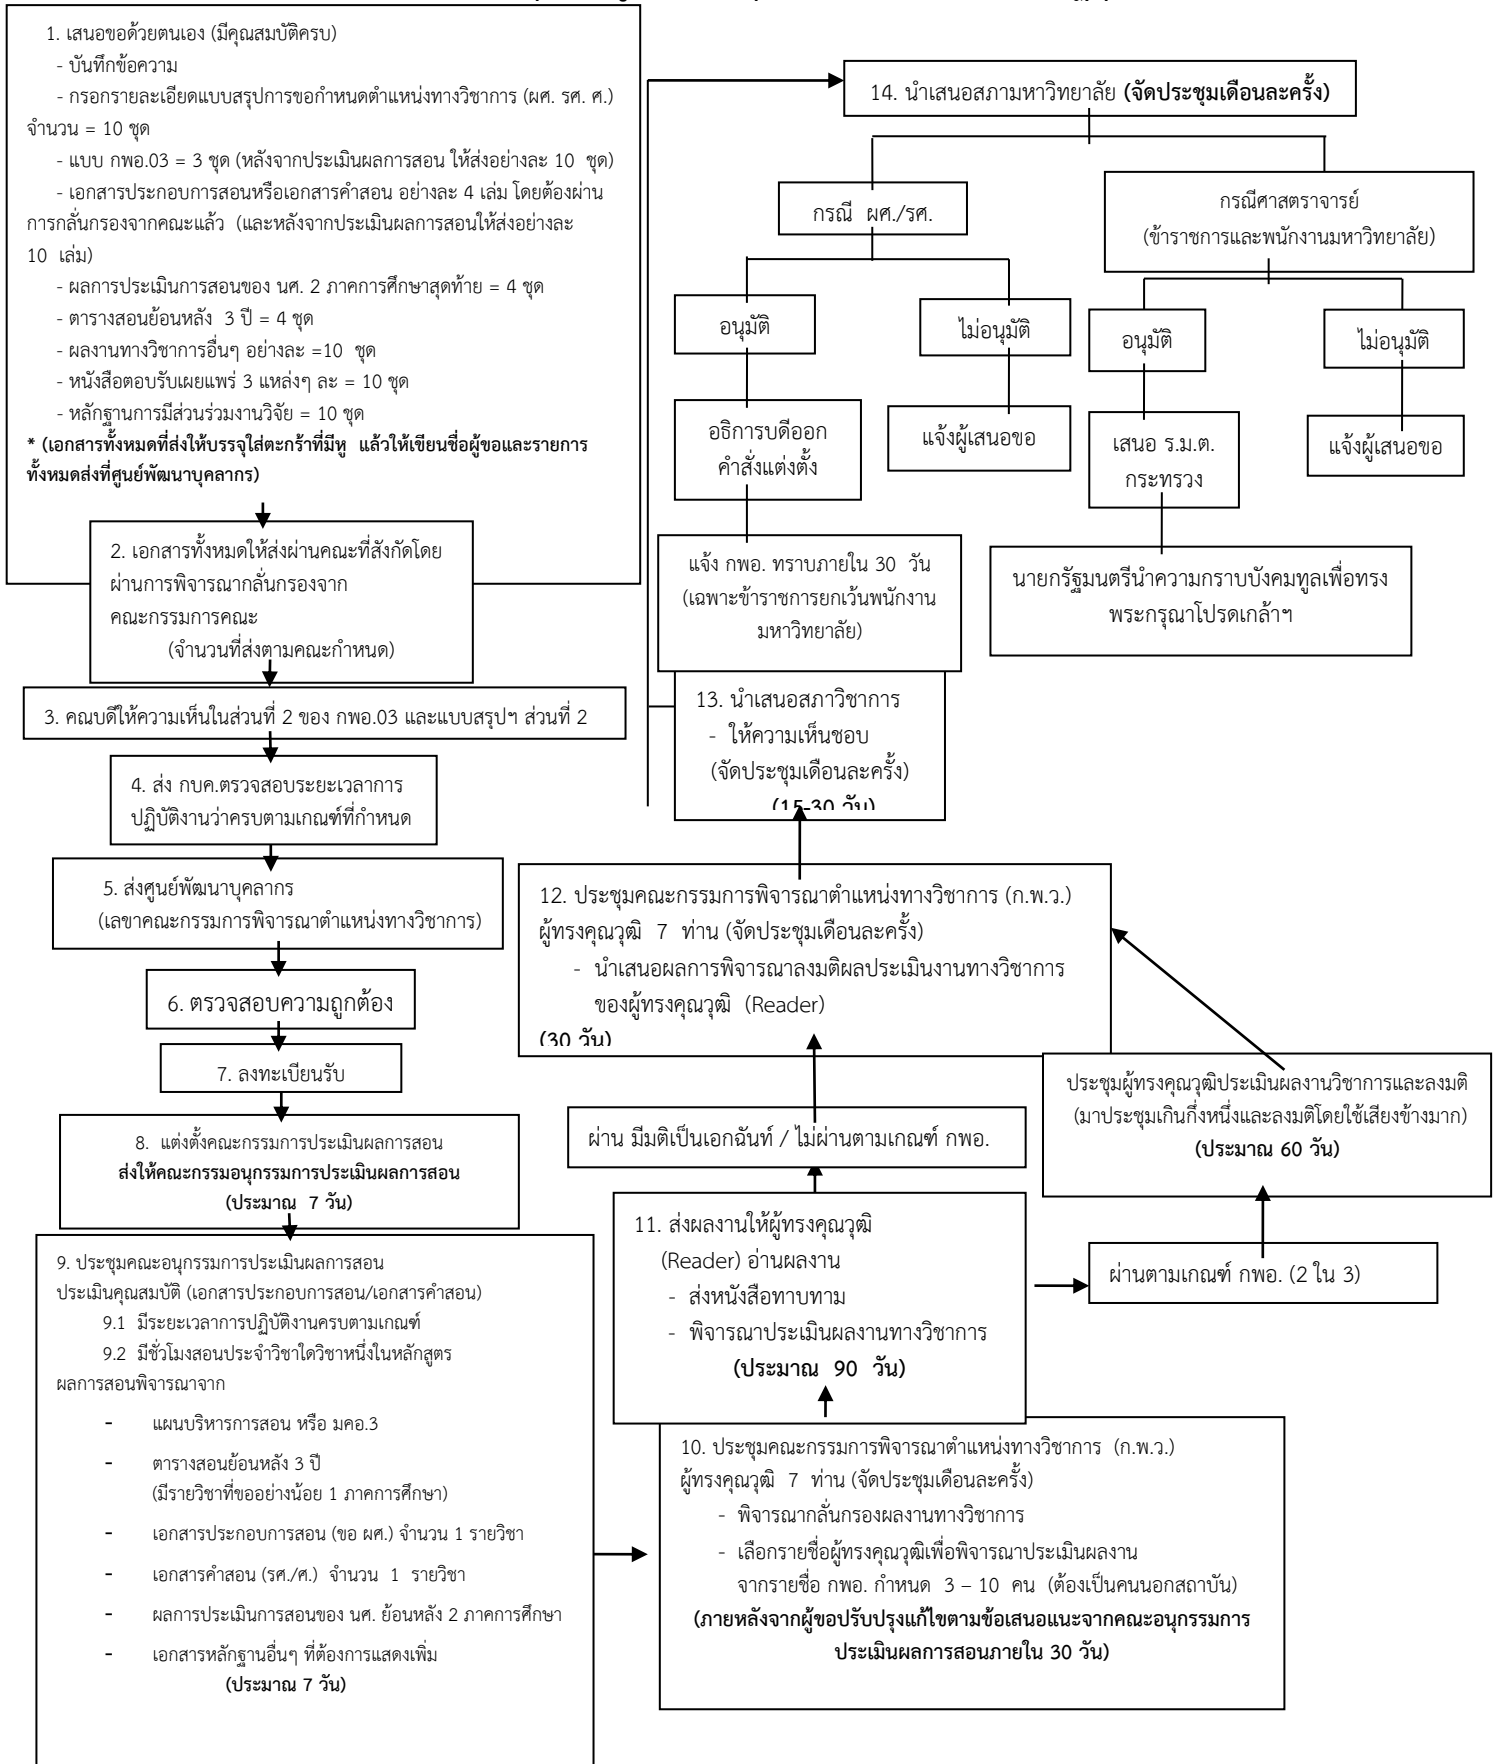 1. เสนอขอด้วยตนเอง (มีคุณสมบัติครบ)
- บันทึกข้อความ
- กรอกรายละเอียดแบบสรุปการขอกำหนดตำแหน่งทางวิชาการ (ผศ. รศ. ศ.)
จำนวน = 10 ชุด
- แบบ กพอ.03 = 3 ชุด (หลังจากประเมินผลการสอน ให้ส่งอย่างละ 10 ชุด)
- เอกสารประกอบการสอนหรือเอกสารคำสอน อย่างละ 4 เล่ม โดยต้องผ่าน
การกลั่นกรองจากคณะแล้ว (และหลังจากประเมินผลการสอนให้ส่งอย่างละ
10 เล่ม)
- ผลการประเมินการสอนของ นศ. 2 ภาคการศึกษาสุดท้าย = 4 ชุด
- ตารางสอนย้อนหลัง 3 ปี = 4 ชุด
- ผลงานทางวิชาการอื่นๆ อย่างละ =10 ชุด
- หนังสือตอบรับเผยแพร่ 3 แหล่งๆ ละ = 10 ชุด
- หลักฐานการมีส่วนร่วมงานวิจัย = 10 ชุด
* (เอกสารทั้งหมดที่ส่งให้บรรจุใส่ตะกร้าที่มีหู แล้วให้เขียนชื่อผู้ขอและรายการ
ทั้งหมดส่งที่ศูนย์พัฒนาบุคลากร)
2. เอกสารทั้งหมดให้ส่งผ่านคณะที่สังกัดโดย
ผ่านการพิจารณากลั่นกรองจาก
คณะกรรมการคณะ
(จำนวนที่ส่งตามคณะกำหนด)
3. คณบดีให้ความเห็นในส่วนที่ 2 ของ กพอ.03 และแบบสรุปฯ ส่วนที่ 2
4. ส่ง กบค.ตรวจสอบระยะเวลาการ
ปฏิบัติงานว่าครบตามเกณฑ์ที่กำหนด
5. ส่งศูนย์พัฒนาบุคลากร
(เลขาคณะกรรมการพิจารณาตำแหน่งทางวิชาการ)
6. ตรวจสอบความถูกต้อง
7. ลงทะเบียนรับ
8. แต่งตั้งคณะกรรมการประเมินผลการสอน
ส่งให้คณะกรรมอนุกรรมการประเมินผลการสอน
(ประมาณ 7 วัน)
9. ประชุมคณะอนุกรรมการประเมินผลการสอน
ประเมินคุณสมบัติ (เอกสารประกอบการสอน/เอกสารคำสอน)
9.1 มีระยะเวลาการปฏิบัติงานครบตามเกณฑ์
9.2 มีชั่วโมงสอนประจำวิชาใดวิชาหนึ่งในหลักสูตร
ผลการสอนพิจารณาจาก
- แผนบริหารการสอน หรือ มคอ.3
- ตารางสอนย้อนหลัง 3 ปี
(มีรายวิชาที่ขออย่างน้อย 1 ภาคการศึกษา)
- เอกสารประกอบการสอน (ขอ ผศ.) จำนวน 1 รายวิชา
- เอกสารคำสอน (รศ./ศ.) จำนวน 1 รายวิชา
- ผลการประเมินการสอนของ นศ. ย้อนหลัง 2 ภาคการศึกษา
- เอกสารหลักฐานอื่นๆ ที่ต้องการแสดงเพิ่ม
(ประมาณ 7 วัน)
10. ประชุมคณะกรรมการพิจารณาตำแหน่งทางวิชาการ (ก.พ.ว.)
ผู้ทรงคุณวุฒิ 7 ท่าน (จัดประชุมเดือนละครั้ง)
- พิจารณากลั่นกรองผลงานทางวิชาการ
- เลือกรายชื่อผู้ทรงคุณวุฒิเพื่อพิจารณาประเมินผลงาน
จากรายชื่อ กพอ. กำหนด 3 – 10 คน (ต้องเป็นคนนอกสถาบัน)
(ภายหลังจากผู้ขอปรับปรุงแก้ไขตามข้อเสนอแนะจากคณะอนุกรรมการ
ประเมินผลการสอนภายใน 30 วัน)
11. ส่งผลงานให้ผู้ทรงคุณวุฒิ
(Reader) อ่านผลงาน
- ส่งหนังสือทาบทาม
- พิจารณาประเมินผลงานทางวิชาการ
(ประมาณ 90 วัน)
ผ่าน มีมติเป็นเอกฉันท์ / ไม่ผ่านตามเกณฑ์ กพอ.
ผ่านตามเกณฑ์ กพอ. (2 ใน 3)
ประชุมผู้ทรงคุณวุฒิประเมินผลงานวิชาการและลงมติ
(มาประชุมเกินกึ่งหนึ่งและลงมติโดยใช้เสียงข้างมาก)
(ประมาณ 60 วัน)
12. ประชุมคณะกรรมการพิจารณาตำแหน่งทางวิชาการ (ก.พ.ว.)
ผู้ทรงคุณวุฒิ 7 ท่าน (จัดประชุมเดือนละครั้ง)
- นำเสนอผลการพิจารณาลงมติผลประเมินงานทางวิชาการ
ของผู้ทรงคุณวุฒิ (Reader)
(30 วัน)
13. นำเสนอสภาวิชาการ
- ให้ความเห็นชอบ
(จัดประชุมเดือนละครั้ง)
(15-30 วัน)
14. นำเสนอสภามหาวิทยาลัย (จัดประชุมเดือนละครั้ง)
กรณี ผศ./รศ.
อนุมัติ
ไม่อนุมัติ
อธิการบดีออก
คำสั่งแต่งตั้ง
แจ้งผู้เสนอขอ
แจ้ง กพอ. ทราบภายใน 30 วัน
(เฉพาะข้าราชการยกเว้นพนักงาน
มหาวิทยาลัย)
กรณีศาสตราจารย์
(ข้าราชการและพนักงานมหาวิทยาลัย)
อนุมัติ
ไม่อนุมัติ
เสนอ ร.ม.ต.
กระทรวง
แจ้งผู้เสนอขอ
นายกรัฐมนตรีนำความกราบบังคมทูลเพื่อทรง
พระกรุณาโปรดเกล้าฯ